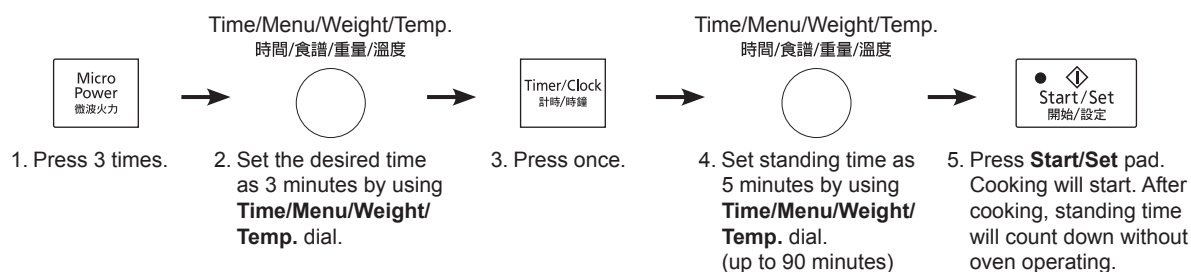 Time/Menu/Weight/Temp.
時間/食譜/重量/溫度
Time/Menu/Weight/Temp.
時間/食譜/重量/溫度
Micro
Power
微波火力
Timer/Clock
計時/時鐘
Start/Set
開始/設定
1. Press 3 times.
2. Set the desired time
as 3 minutes by using
Time/Menu/Weight/
Temp. dial.
3. Press once.
4. Set standing time as
5 minutes by using
Time/Menu/Weight/
Temp. dial.
(up to 90 minutes)
5. Press Start/Set pad.
Cooking will start. After
cooking, standing time
will count down without
oven operating.